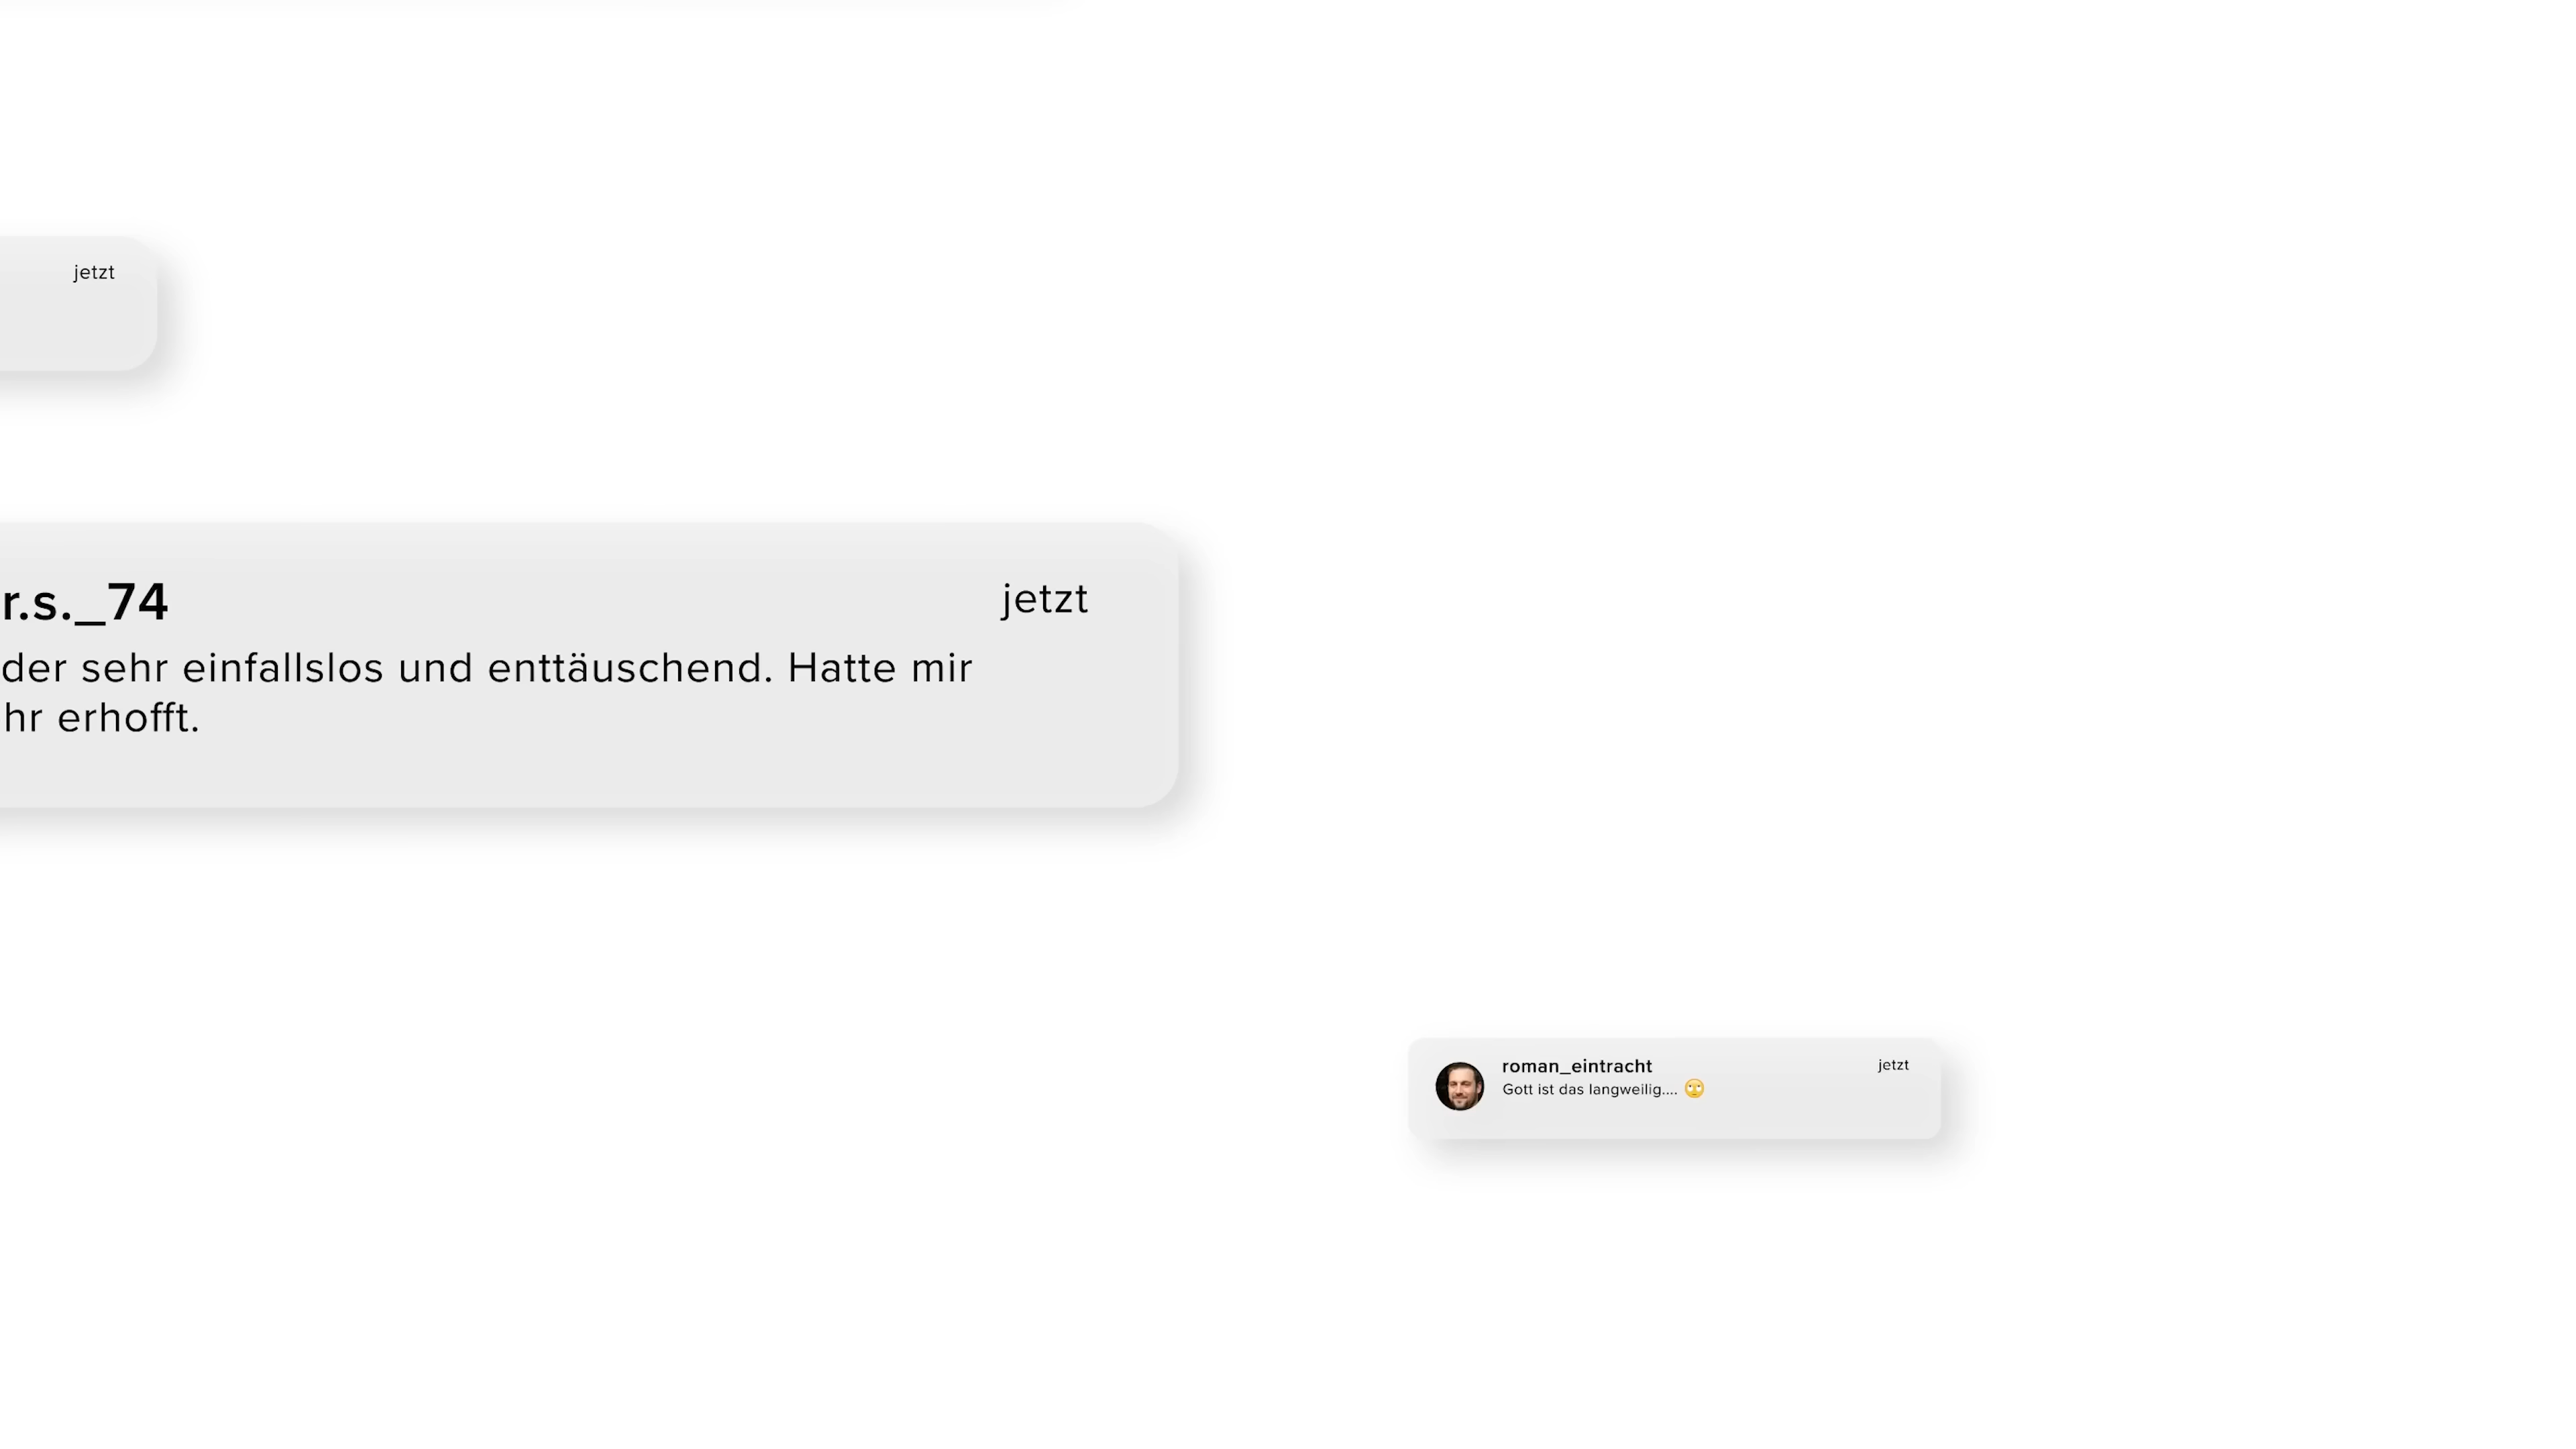 jetzt
r.s._74
jetzt
der sehr einfallslos und enttäuschend. Hatte mir
hr erhofft.
roman_eintracht
jetzt
Gott ist das langweilig.... 🙄